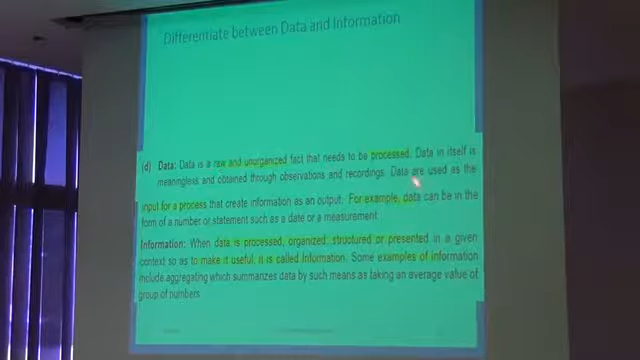 Differentiate between Data and Information
(d) Data: Data is a raw and unorganized fact that needs to be processed. Data in itself is
meaningless and obtained through observations and recordings. Data are used as the
input for a process that create information as an output. For example, data can be in the
form of a number or statement such as a date or a measurement.
Information: When data is processed, organized, structured or presented in a given
context so as to make it useful, it is called Information. Some examples of information
include aggregating which summarizes data by such means as taking an average value of
group of numbers